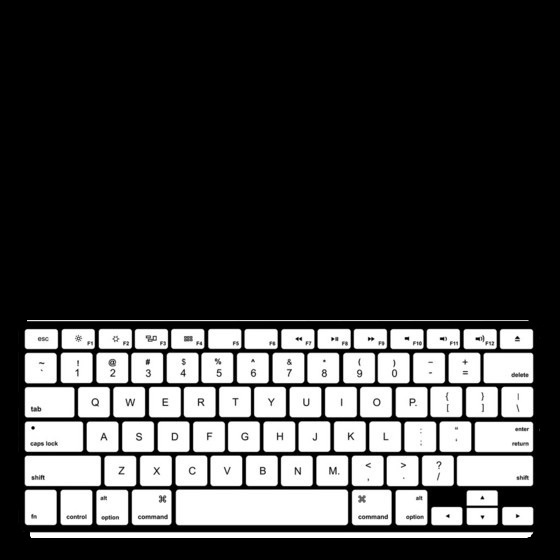 esc F1 F2 F3 F4 F5 F6 F7 F8 F9 F10 F11 F12
~ ! @ # $ % ^ & * ( ) − +
` 1 2 3 4 5 6 7 8 9 0 - = delete
tab Q W E R T Y U I O P. { } |
[ ] \
caps lock A S D F G H J K L : " enter
; ' return
shift Z X C V B N M. < > ? shift
, . /
alt ⌘ ⌘ alt
fn control option command command option